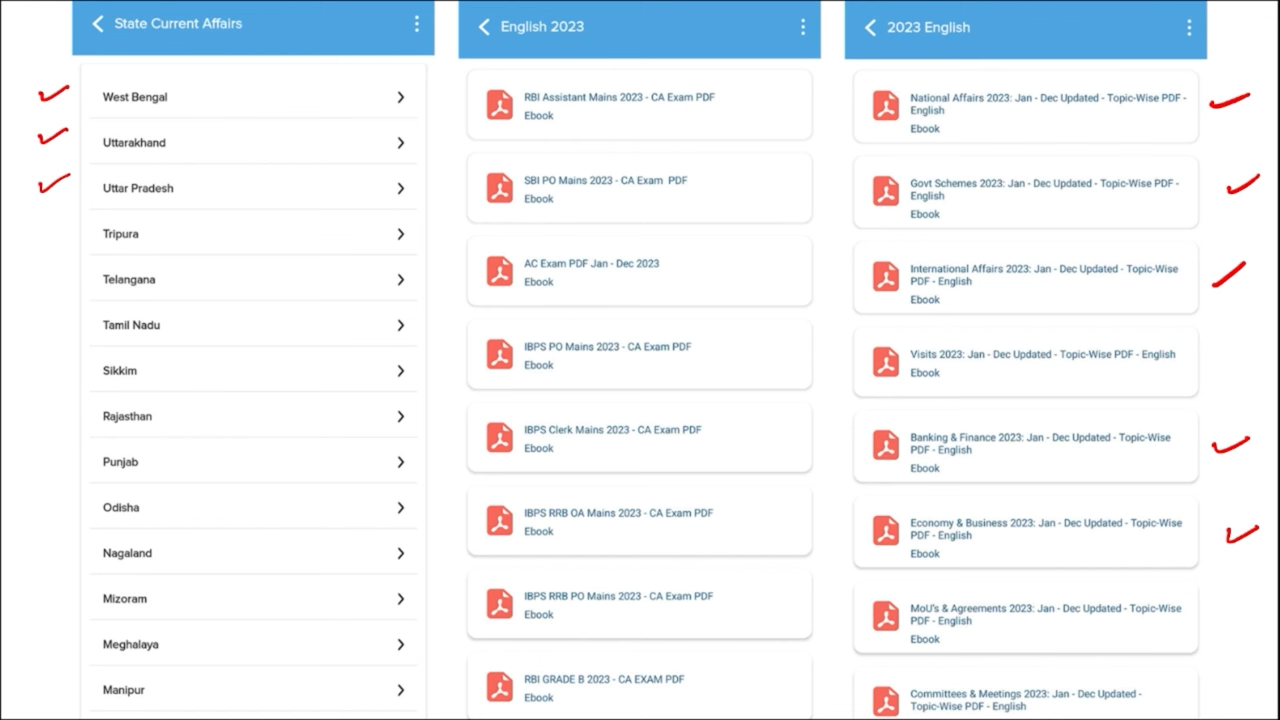 State Current Affairs
West Bengal
Uttarakhand
Uttar Pradesh
Tripura
Telangana
Tamil Nadu
Sikkim
Rajasthan
Punjab
Odisha
Nagaland
Mizoram
Meghalaya
Manipur
English 2023
RBI Assistant Mains 2023 - CA Exam PDF
Ebook
SBI PO Mains 2023 - CA Exam PDF
Ebook
AC Exam PDF Jan - Dec 2023
Ebook
IBPS PO Mains 2023 - CA Exam PDF
Ebook
IBPS Clerk Mains 2023 - CA Exam PDF
Ebook
IBPS RRB OA Mains 2023 - CA Exam PDF
Ebook
IBPS RRB PO Mains 2023 - CA Exam PDF
Ebook
RBI GRADE B 2023 - CA EXAM PDF
Ebook
2023 English
National Affairs 2023: Jan - Dec Updated - Topic-Wise PDF -
English
Ebook
Govt Schemes 2023: Jan - Dec Updated - Topic-Wise PDF -
English
Ebook
International Affairs 2023: Jan - Dec Updated - Topic-Wise
PDF - English
Ebook
Visits 2023: Jan - Dec Updated - Topic-Wise PDF - English
Ebook
Banking & Finance 2023: Jan - Dec Updated - Topic-Wise
PDF - English
Ebook
Economy & Business 2023: Jan - Dec Updated - Topic-Wise
PDF - English
Ebook
MoU's & Agreements 2023: Jan - Dec Updated - Topic-Wise
PDF - English
Ebook
Committees & Meetings 2023: Jan - Dec Updated -
Topic-Wise PDF - English